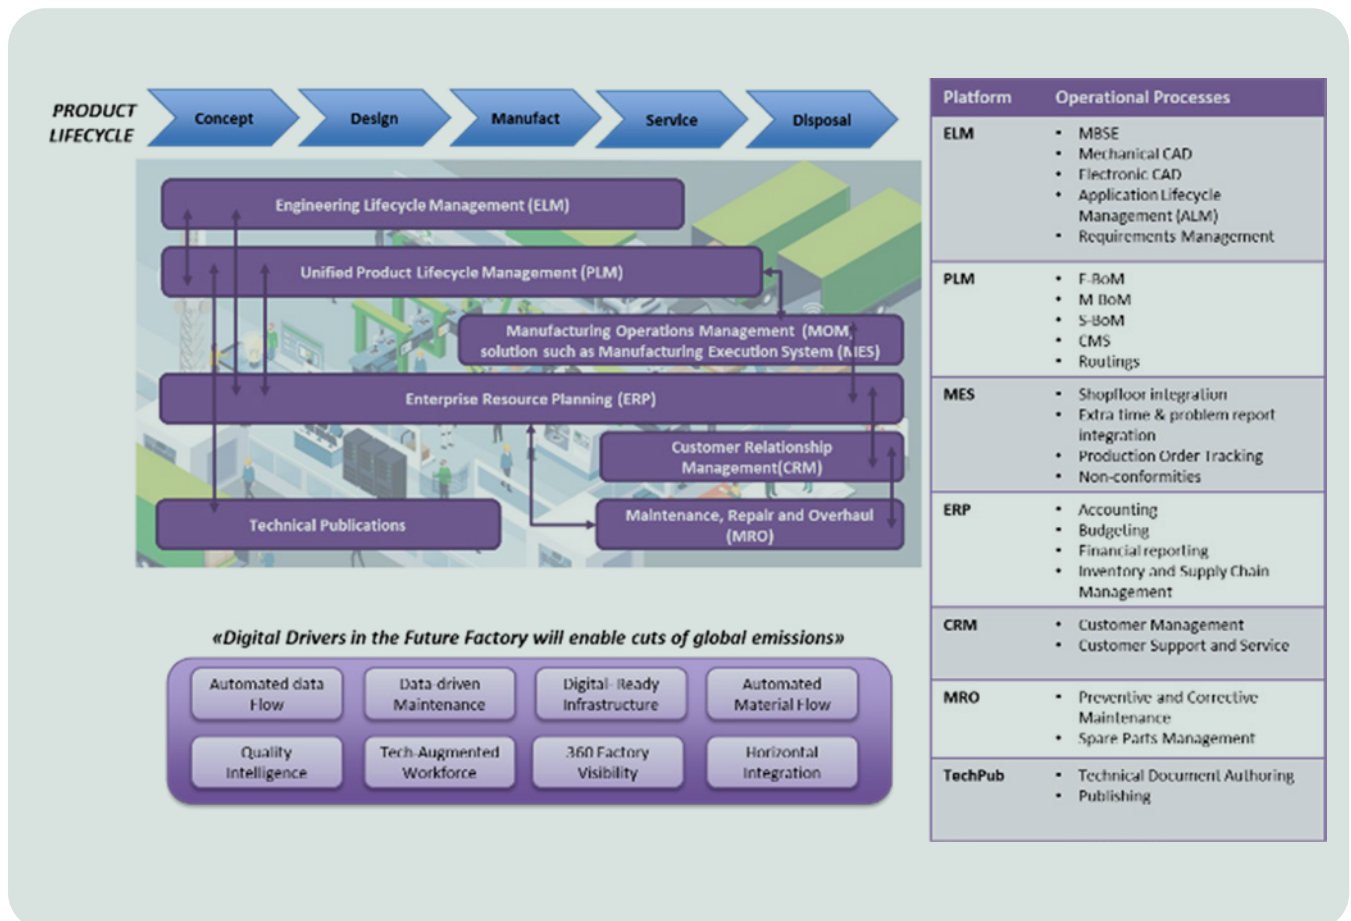 PRODUCT
LIFECYCLE
Concept
Design
Manufact
Service
Disposal
Engineering Lifecycle Management (ELM)
Unified Product Lifecycle Management (PLM)
Manufacturing Operations Management (MOM)
solution such as Manufacturing Execution System (MES)
Enterprise Resource Planning (ERP)
Customer Relationship
Management(CRM)
Technical Publications
Maintenance, Repair and Overhaul
(MRO)
«Digital Drivers in the Future Factory will enable cuts of global emissions»
Automated data
Flow
Data-driven
Maintenance
Digital- Ready
Infrastructure
Automated
Material Flow
Quality
Intelligence
Tech-Augmented
Workforce
360 Factory
Visibility
Horizontal
Integration
Platform Operational Processes
ELM • MBSE
• Mechanical CAD
• Electronic CAD
• Application Lifecycle
Management (ALM)
• Requirements Management
PLM • E-BoM
• M BoM
• S-BoM
• CMS
• Routings
MES • Shopfloor integration
• Extra time & problem report
integration
• Production Order Tracking
• Non-conformities
ERP • Accounting
• Budgeting
• Financial reporting
• Inventory and Supply Chain
Management
CRM • Customer Management
• Customer Support and Service
MRO • Preventive and Corrective
Maintenance
• Spare Parts Management
TechPub • Technical Document Authoring
• Publishing